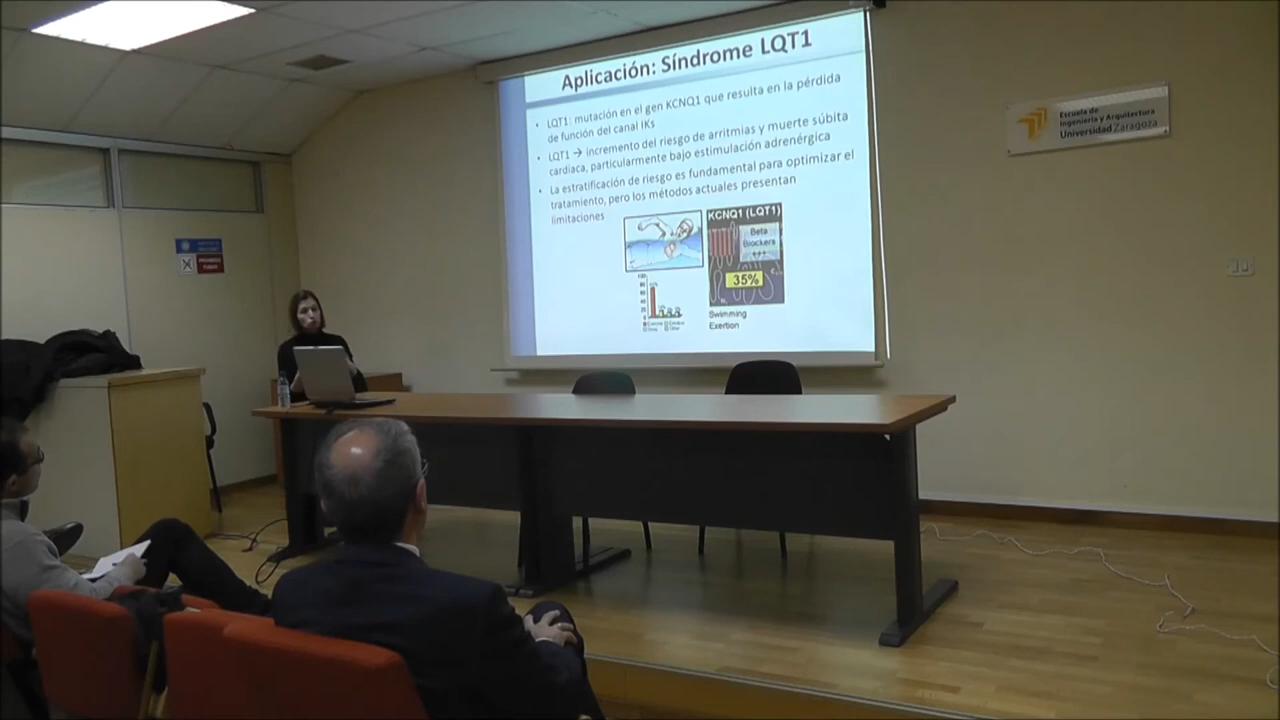 Aplicación: Síndrome LQT1
• LQT1: mutación en el gen KCNQ1 que resulta en la pérdida
de función del canal IKs
• LQT1 → incremento del riesgo de arritmias y muerte súbita
cardiaca, particularmente bajo estimulación adrenérgica
• La estratificación de riesgo es fundamental para optimizar el
tratamiento, pero los métodos actuales presentan
limitaciones
KCNQ1 (LQT1)
Beta
Blockers
+++
35%
Swimming
Exertion
Escuela de
Ingeniería y Arquitectura
Universidad Zaragoza